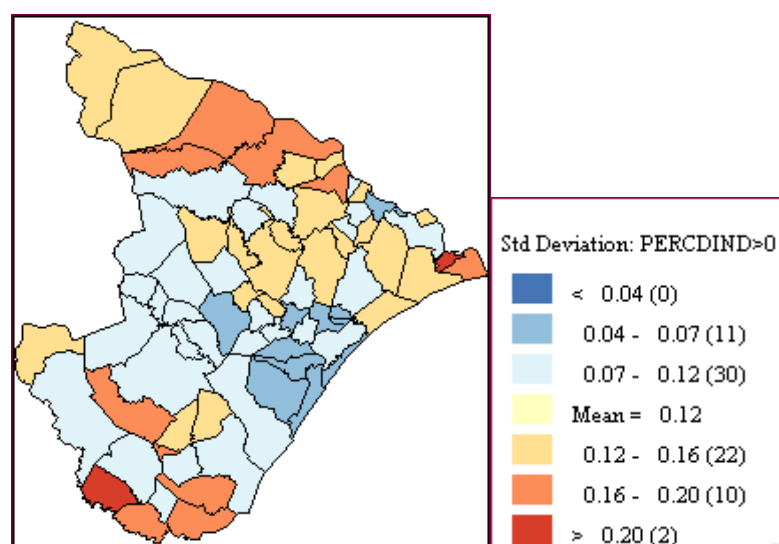 Std Deviation: PERCDIND>0
< 0.04 (0)
0.04 - 0.07 (11)
0.07 - 0.12 (30)
Mean = 0.12
0.12 - 0.16 (22)
0.16 - 0.20 (10)
> 0.20 (2)